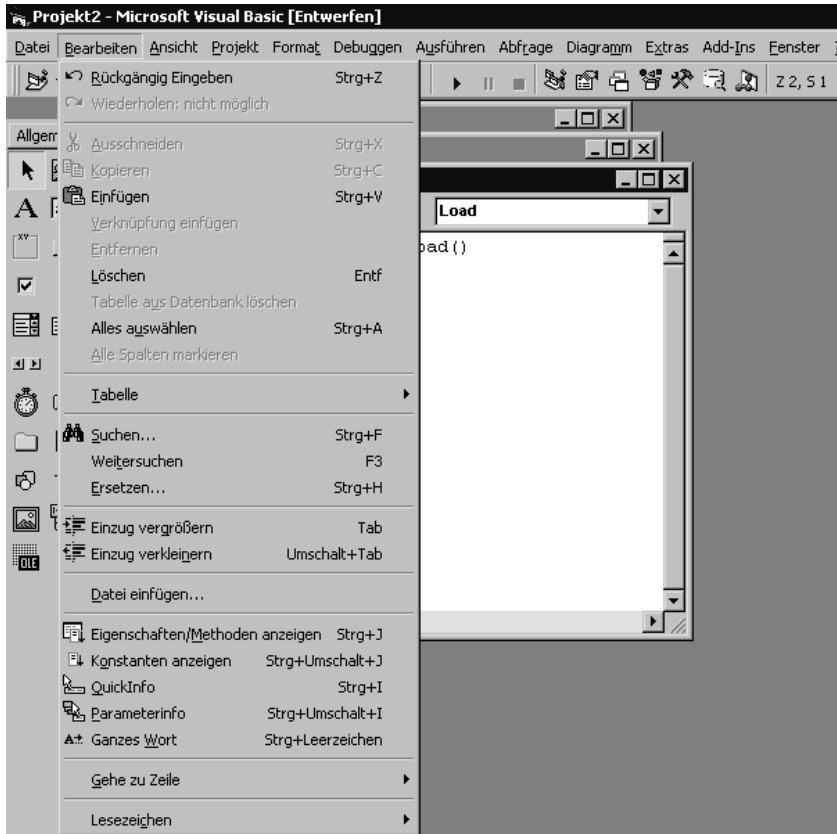 Projekt2 - Microsoft Visual Basic [Entwerfen]
Datei Bearbeiten Ansicht Projekt Format Debuggen Ausführen Abfrage Diagramm Extras Add-Ins Fenster
Z 2, S 1
Rückgängig Eingeben Strg+Z
Wiederholen: nicht möglich
Ausschneiden Strg+X
Kopieren Strg+C
Einfügen Strg+V
Verknüpfung einfügen
Entfernen
Löschen Entf
Tabelle aus Datenbank löschen
Alles auswählen Strg+A
Alle Spalten markieren
Tabelle
Suchen... Strg+F
Weitersuchen F3
Ersetzen... Strg+H
Einzug vergrößern Tab
Einzug verkleinern Umschalt+Tab
Datei einfügen...
Eigenschaften/Methoden anzeigen Strg+J
Konstanten anzeigen Strg+Umschalt+J
QuickInfo Strg+I
Parameterinfo Strg+Umschalt+I
Ganzes Wort Strg+Leerzeichen
Gehe zu Zeile
Lesezeichen
Allgem
A
XY
OLE
Load
oad()